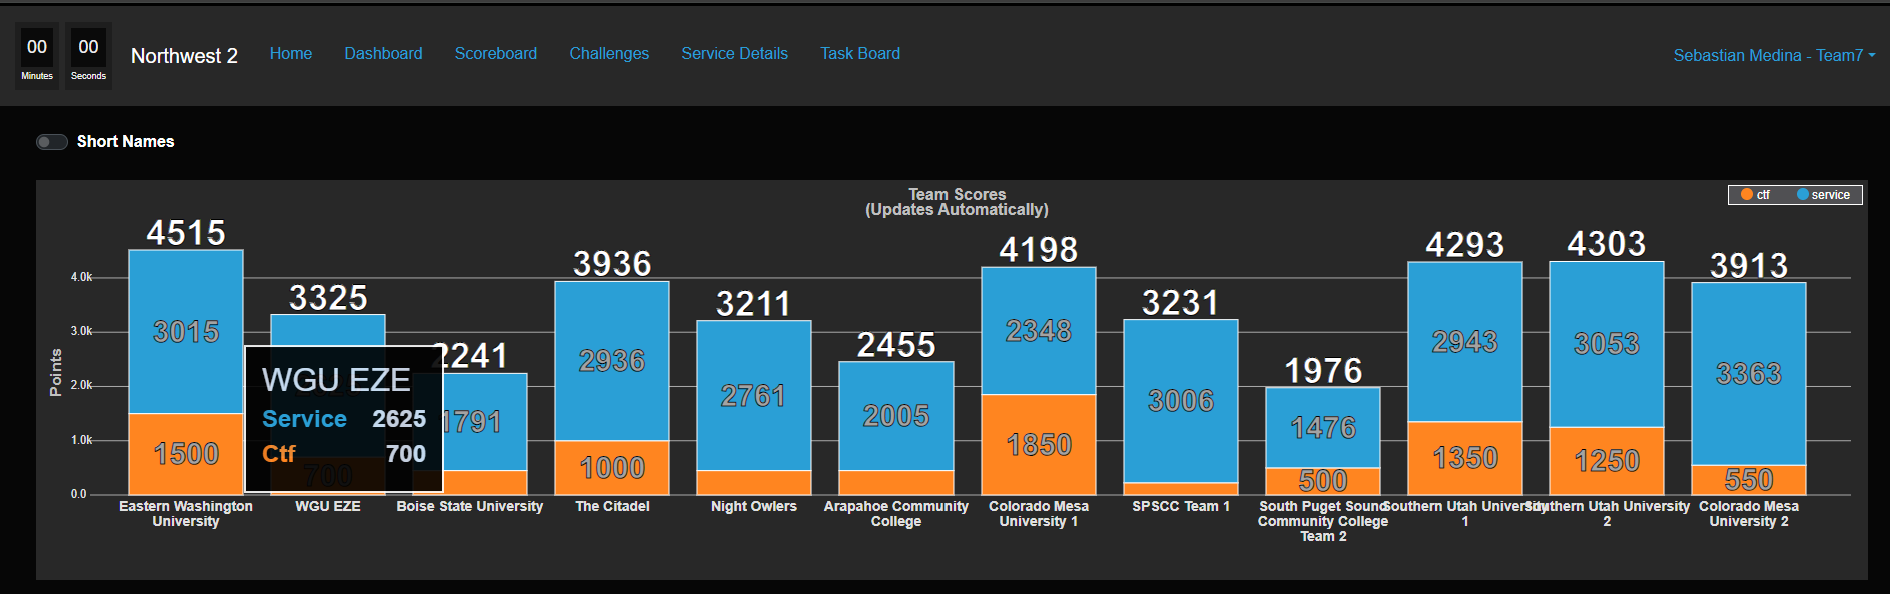 00 00
Minutes Seconds
Northwest 2 Home Dashboard Scoreboard Challenges Service Details Task Board Sebastian Medina - Team7
Short Names
Team Scores
(Updates Automatically)
ctf service
Points
4.0k
3.0k
2.0k
1.0k
0.0
4515
3015
1500
3325
WGU EZE
Service 2625
Ctf 700
700
2241
1791
3936
2936
1000
3211
2761
2455
2005
4198
2348
1850
3231
3006
1976
1476
500
4293
2943
1350
4303
3053
1250
3913
3363
550
Eastern Washington
University
WGU EZE
Boise State University
The Citadel
Night Owlers
Arapahoe Community
College
Colorado Mesa
University 1
SPSCC Team 1
South Puget Sound
Community College
Team 2
Southern Utah University
1
Southern Utah University
2
Colorado Mesa
University 2